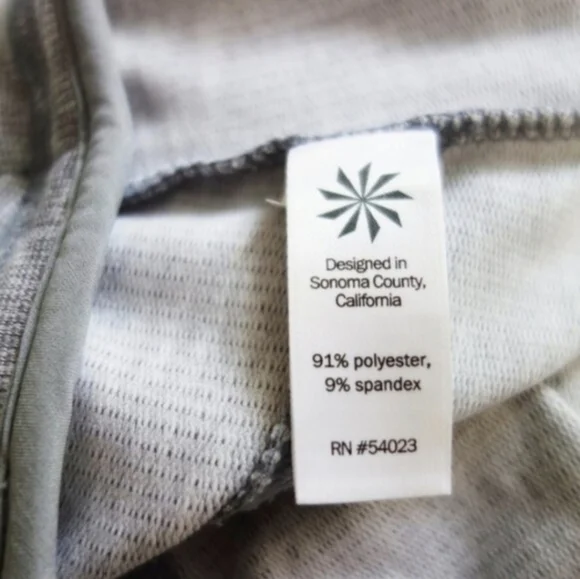 Designed in
Sonoma County,
California
91% polyester,
9% spandex
RN #54023